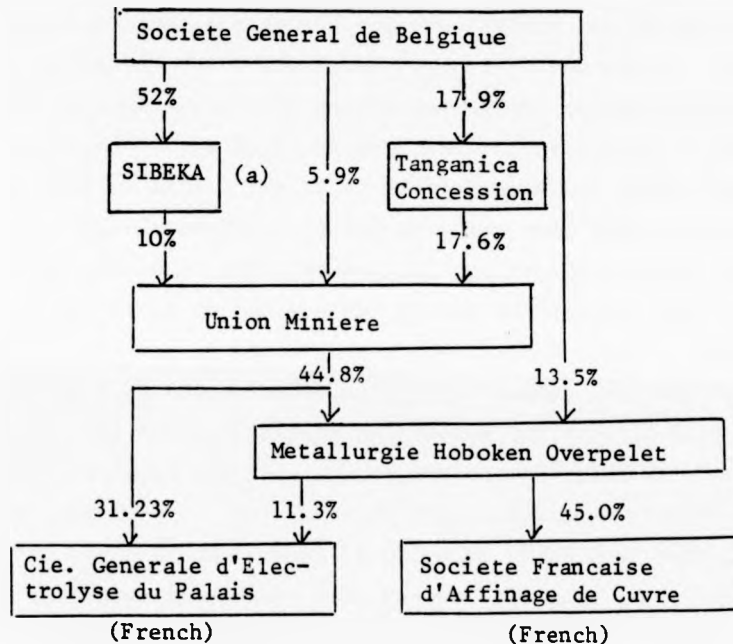 Societe General de Belgique
52%
17.9%
SIBEKA
(a)
5.9%
Tanganica
Concession
10%
17.6%
Union Miniere
44.8%
13.5%
Metallurgie Hoboken Overpelet
31.23%
11.3%
45.0%
Cie. Generale d'Elec-
trolyse du Palais
Societe Francaise
d'Affinage de Cuvre
(French)
(French)